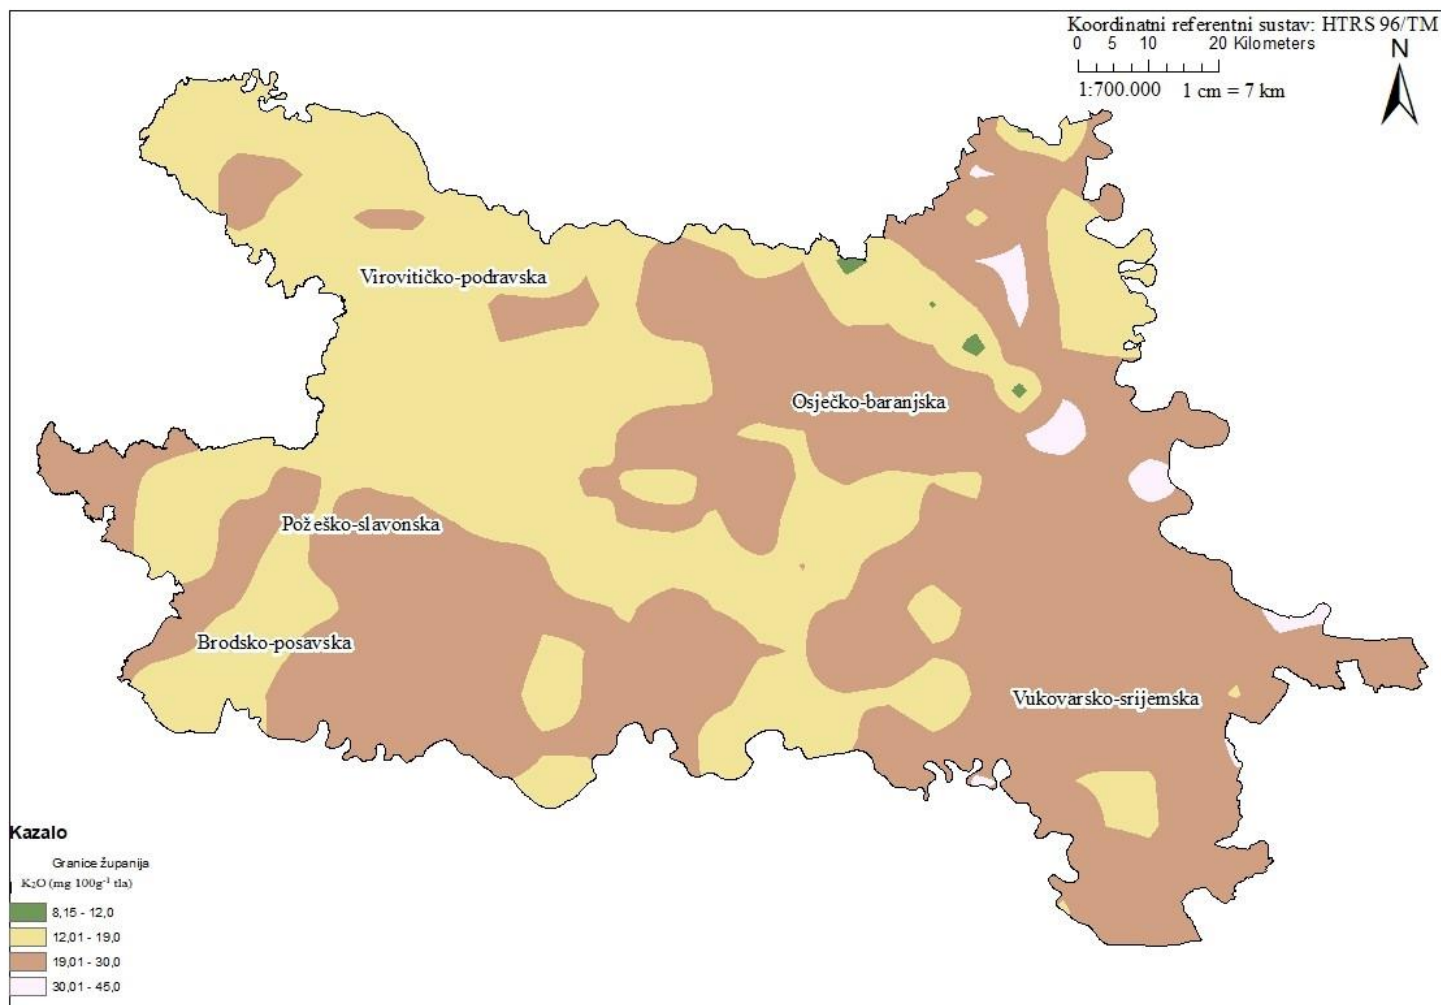 Koordinatni referentni sustav: HTRS 96/TM
0 5 10 20 Kilometers
N
1:700.000 1 cm = 7 km
Virovitičko-podravska
Osječko-baranjska
Požeško-slavonska
Brodsko-posavska
Vukovarsko-srijemska
Kazalo
Granice županija
K₂O (mg 100g⁻¹ tla)
8,15 - 12,0
12,01 - 19,0
19,01 - 30,0
30,01 - 45,0